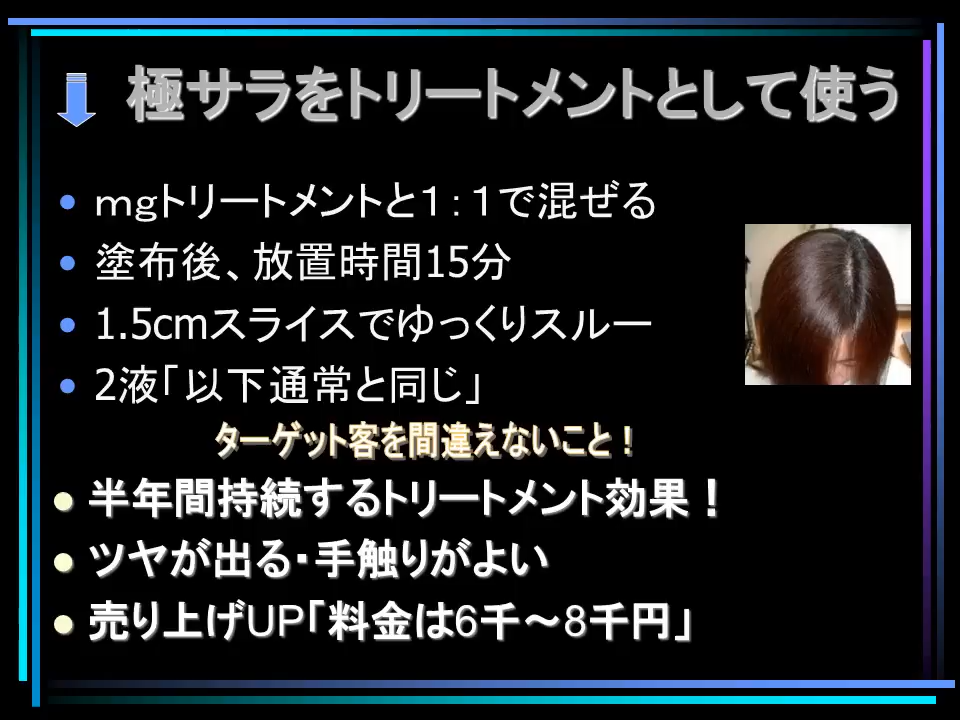 極サラをトリートメントとして使う
ｍｇトリートメントと１：１で混ぜる
塗布後、放置時間15分
1.5cmスライスでゆっくりスルー
2液「以下通常と同じ」
ターゲット客を間違えないこと！
半年間持続するトリートメント効果！
ツヤが出る・手触りがよい
売り上げUP「料金は6千～8千円」